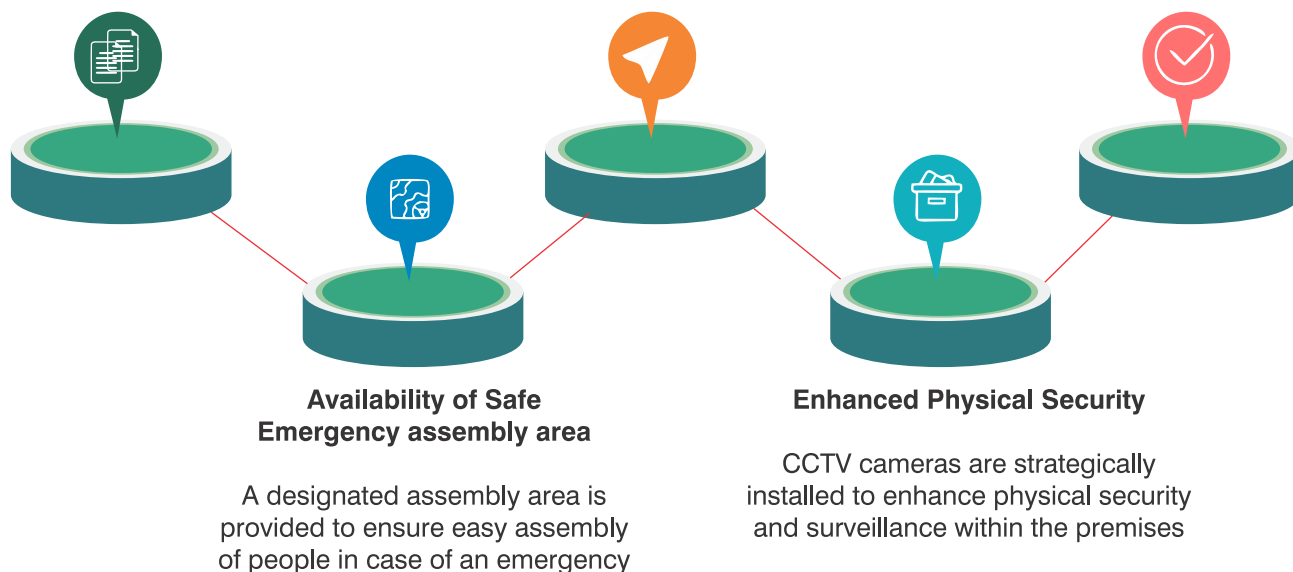 Availability of Safe
Emergency assembly area
A designated assembly area is
provided to ensure easy assembly
of people in case of an emergency
Enhanced Physical Security
CCTV cameras are strategically
installed to enhance physical security
and surveillance within the premises